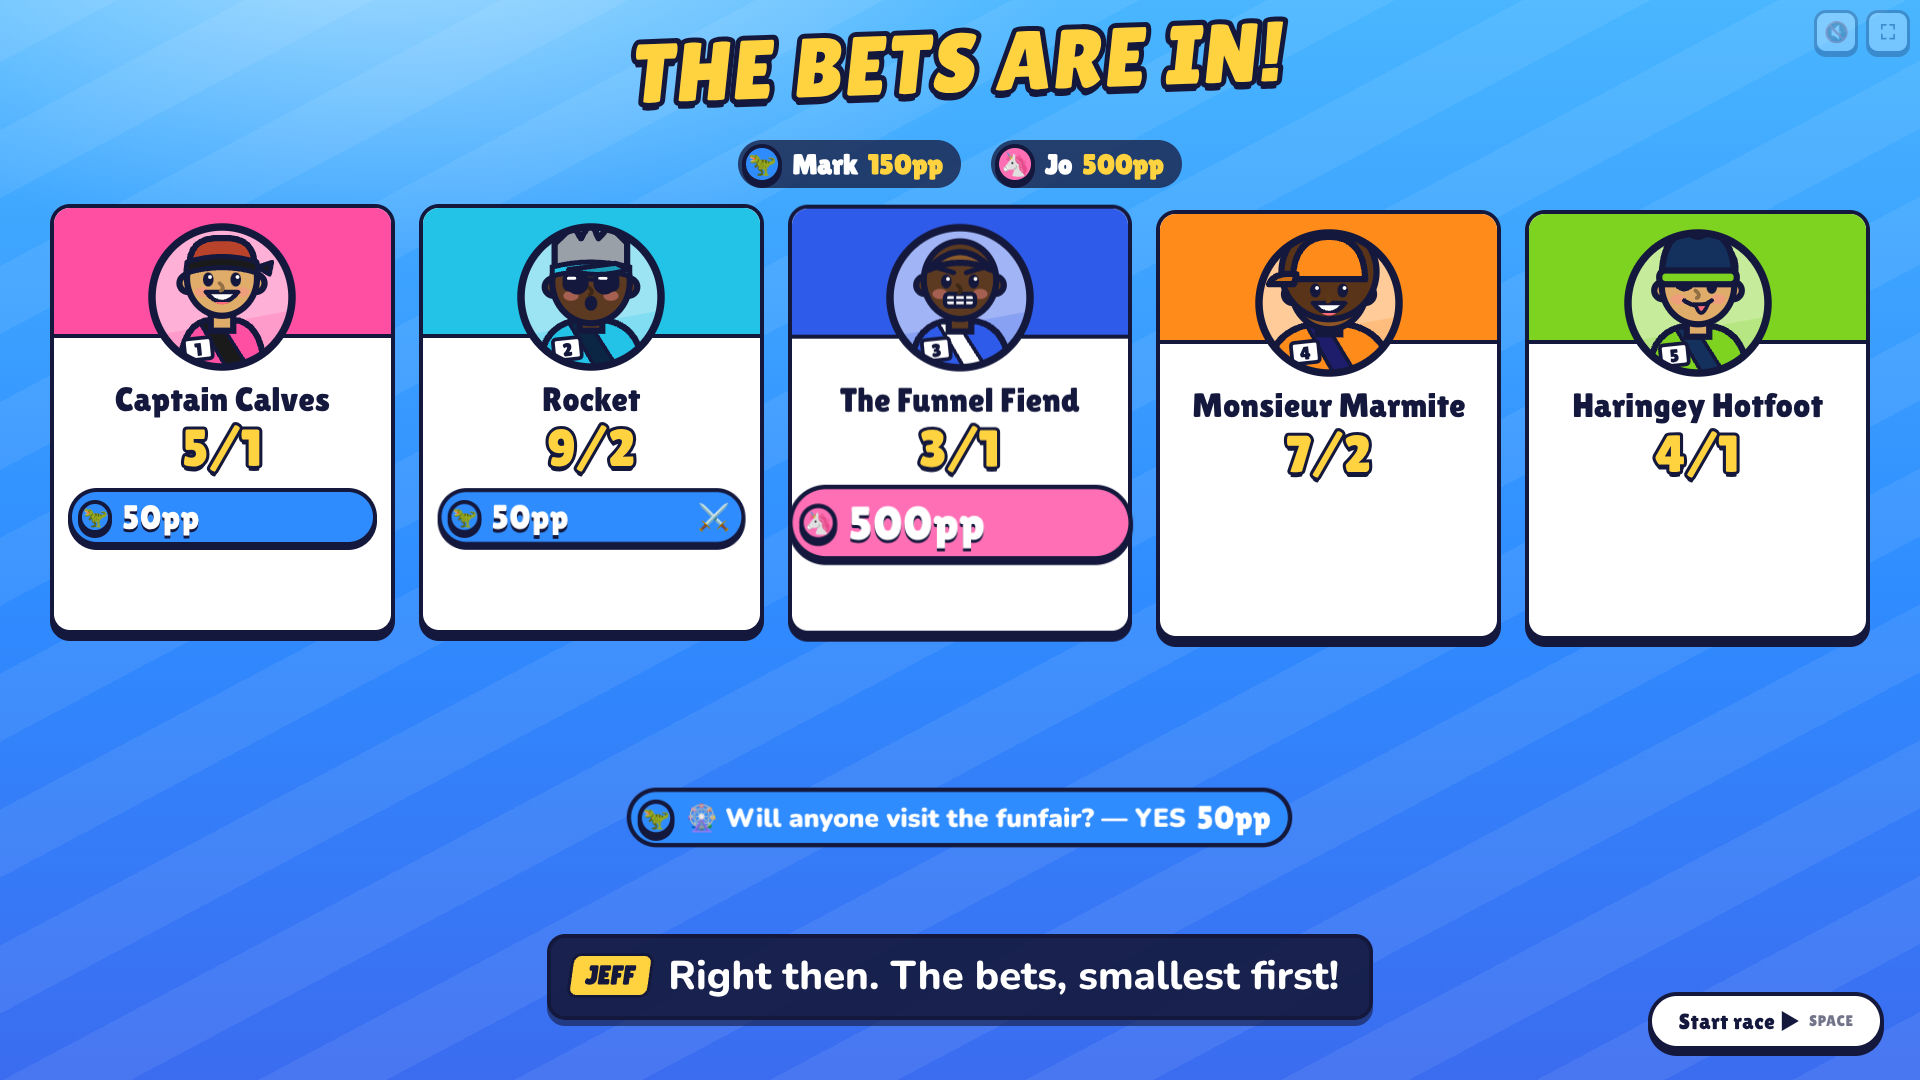 THE BETS ARE IN!
Mark 150pp
Jo 500pp
1
Captain Calves
5/1
50pp
2
Rocket
9/2
50pp
3
The Funnel Fiend
3/1
500pp
4
Monsieur Marmite
7/2
5
Haringey Hotfoot
4/1
Will anyone visit the funfair? — YES 50pp
JEFF Right then. The bets, smallest first!
Start race SPACE